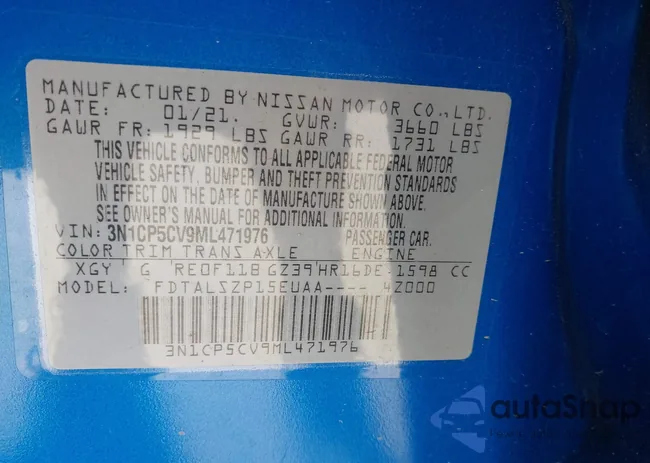 MANUFACTURED BY NISSAN MOTOR CO., LTD.
DATE: 01/21. GVWR: 3660 LBS
GAWR FR: 1929 LBS GAWR RR: 1731 LBS
THIS VEHICLE CONFORMS TO ALL APPLICABLE FEDERAL MOTOR
VEHICLE SAFETY, BUMPER AND THEFT PREVENTION STANDARDS
IN EFFECT ON THE DATE OF MANUFACTURE SHOWN ABOVE.
SEE OWNER'S MANUAL FOR ADDITIONAL INFORMATION.
VIN: 3N1CP5CV9ML471976 PASSENGER CAR.
COLOR TRIM TRANS AXLE ENGINE
XGY G RE0F11B GZ39 HR16DE-1598 CC
MODEL: FDTALSZP15EUAA---- 4Z000
3N1CP5CV9ML471976
autoSnap